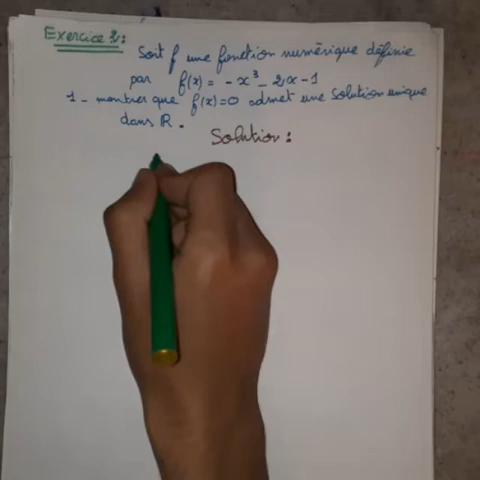 Exercice 2:
Soit f une fonction numérique définie
par f(x) = -x³ - 2x - 1
1 - montrer que f(x)=0 admet une solution unique
dans R.
Solution: